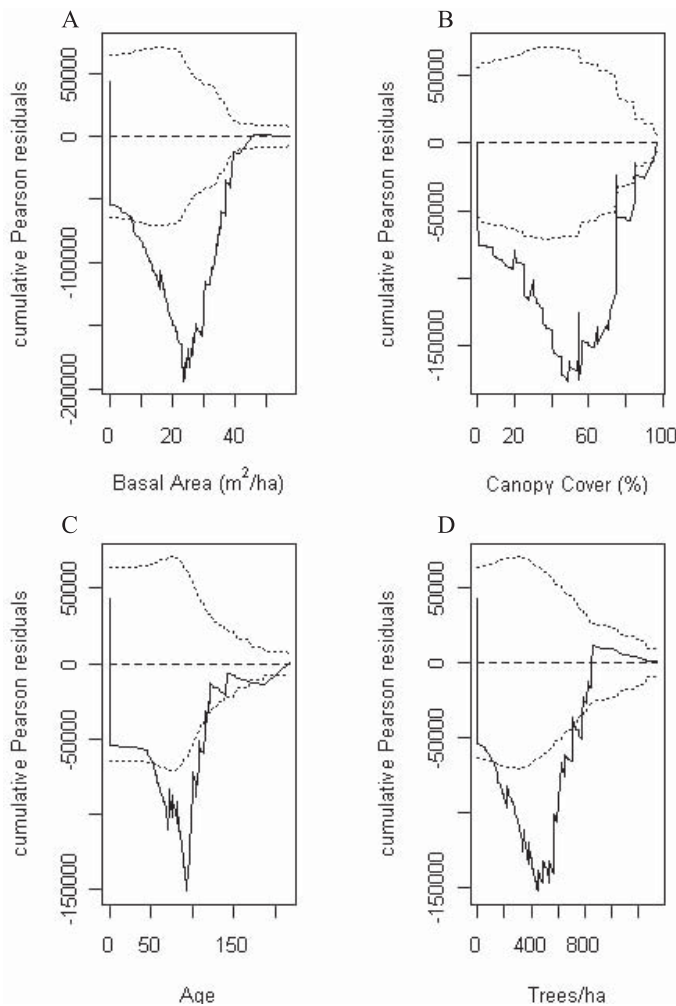 A
cumulative Pearson residuals
50000
0
-100000
-200000
0 20 40
Basal Area (m²/ha)
B
cumulative Pearson residuals
50000
0
-50000
-150000
0 20 60 100
Canopy Cover (%)
C
cumulative Pearson residuals
50000
0
-50000
-150000
0 50 150
Age
D
cumulative Pearson residuals
50000
0
-50000
-150000
0 400 800
Trees/ha